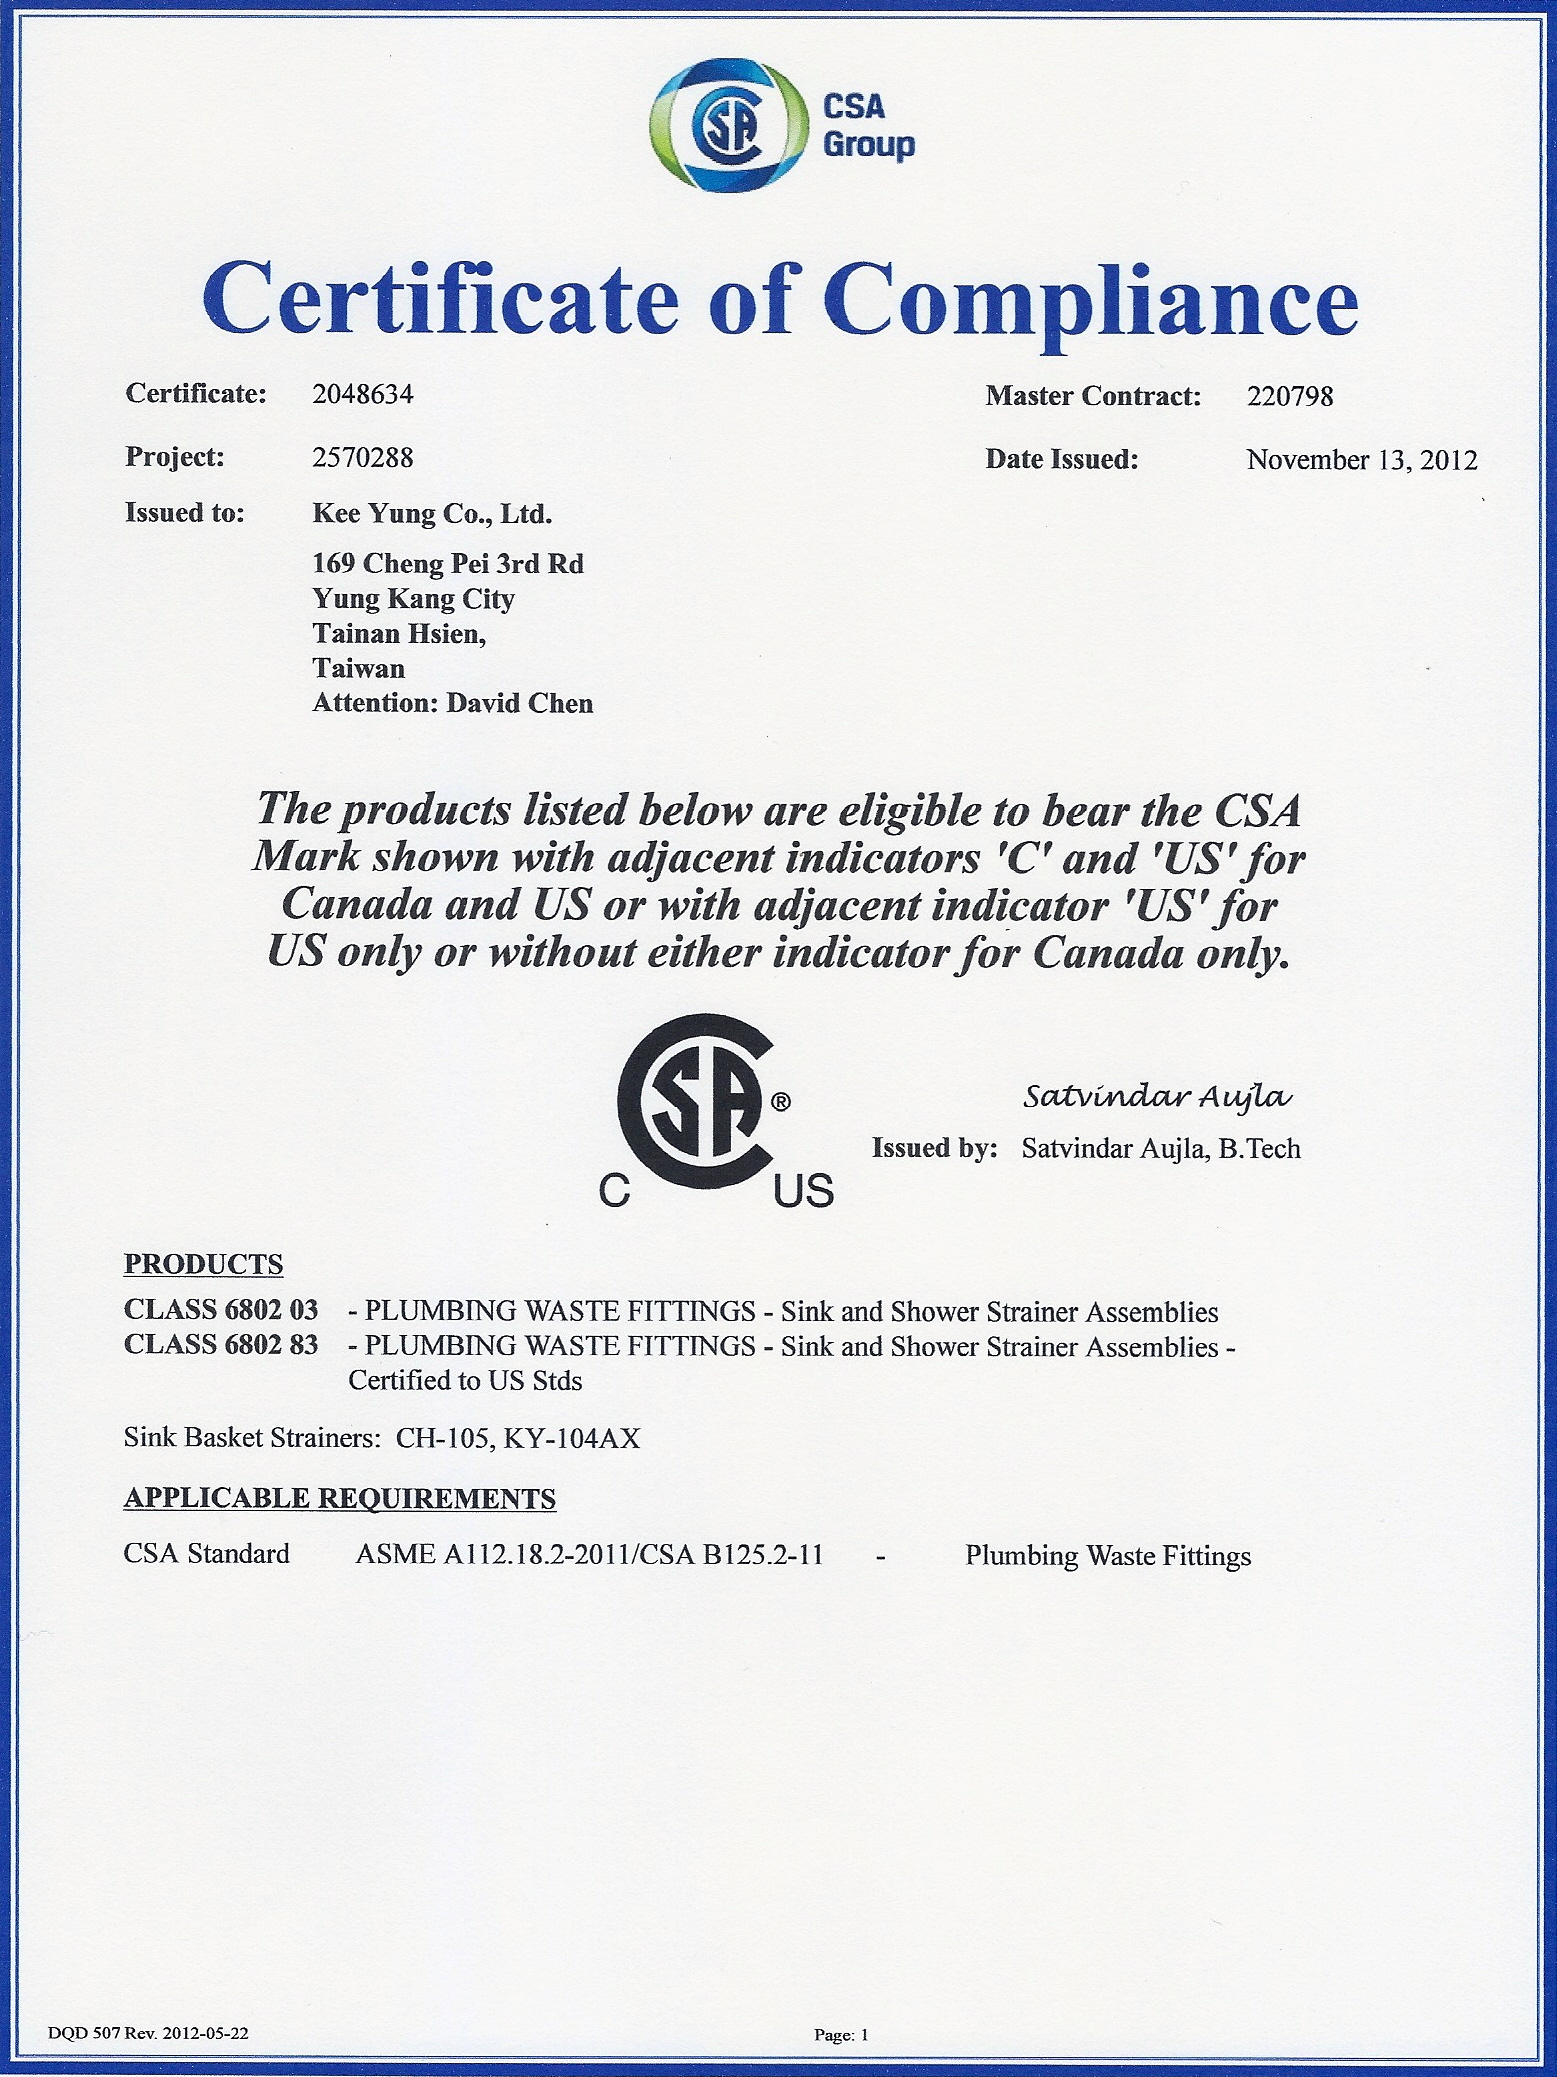 CSA
CSA
Group
Certificate of Compliance
Certificate: 2048634 Master Contract: 220798
Project: 2570288 Date Issued: November 13, 2012
Issued to: Kee Yung Co., Ltd.
169 Cheng Pei 3rd Rd
Yung Kang City
Tainan Hsien,
Taiwan
Attention: David Chen
The products listed below are eligible to bear the CSA
Mark shown with adjacent indicators 'C' and 'US' for
Canada and US or with adjacent indicator 'US' for
US only or without either indicator for Canada only.
CSA ®
C US
Satvindar Aujla
Issued by: Satvindar Aujla, B.Tech
PRODUCTS
CLASS 6802 03 - PLUMBING WASTE FITTINGS - Sink and Shower Strainer Assemblies
CLASS 6802 83 - PLUMBING WASTE FITTINGS - Sink and Shower Strainer Assemblies -
Certified to US Stds
Sink Basket Strainers: CH-105, KY-104AX
APPLICABLE REQUIREMENTS
CSA Standard ASME A112.18.2-2011/CSA B125.2-11 - Plumbing Waste Fittings
DQD 507 Rev. 2012-05-22 Page: 1